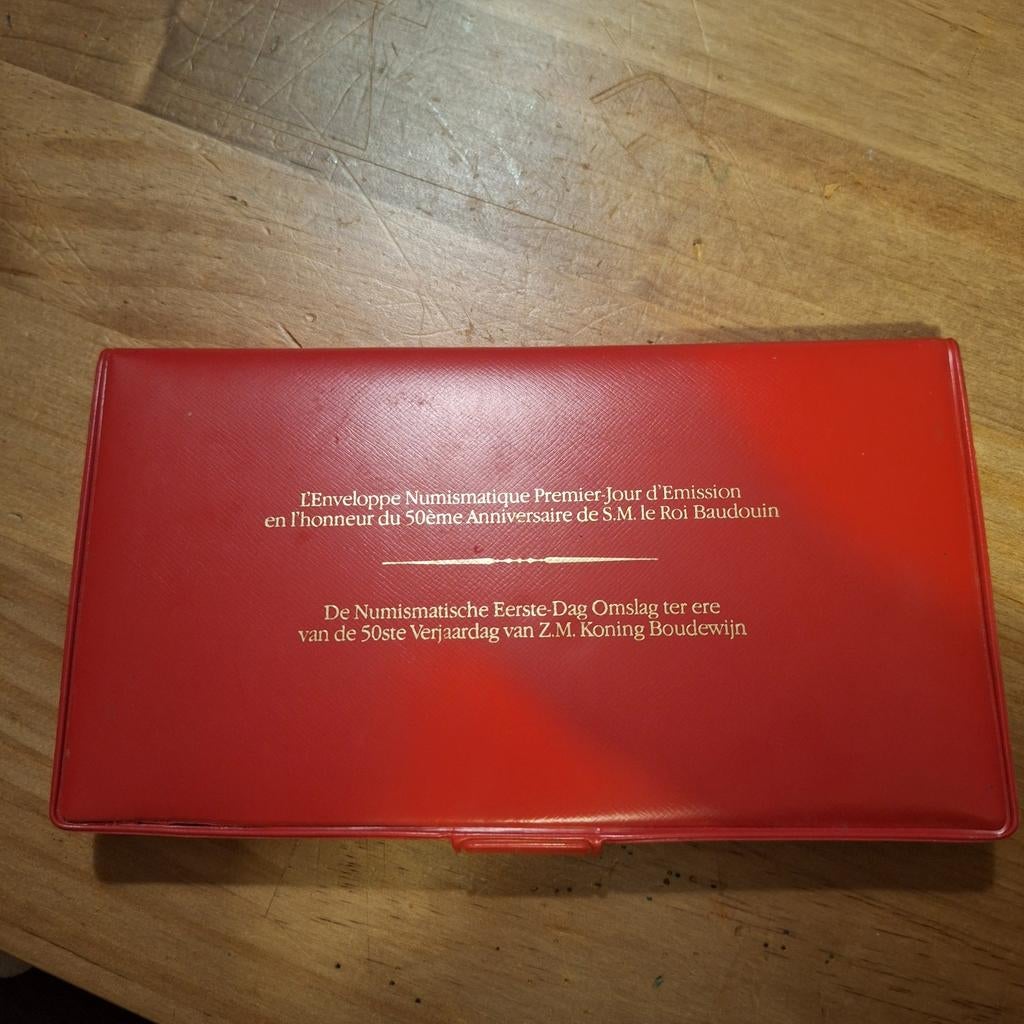 L'Enveloppe Numismatique Premier-Jour d'Emission
en l'honneur du 50ème Anniversaire de S.M. le Roi Baudouin
De Numismatische Eerste-Dag Omslag ter ere
van de 50ste Verjaardag van Z.M. Koning Boudewijn